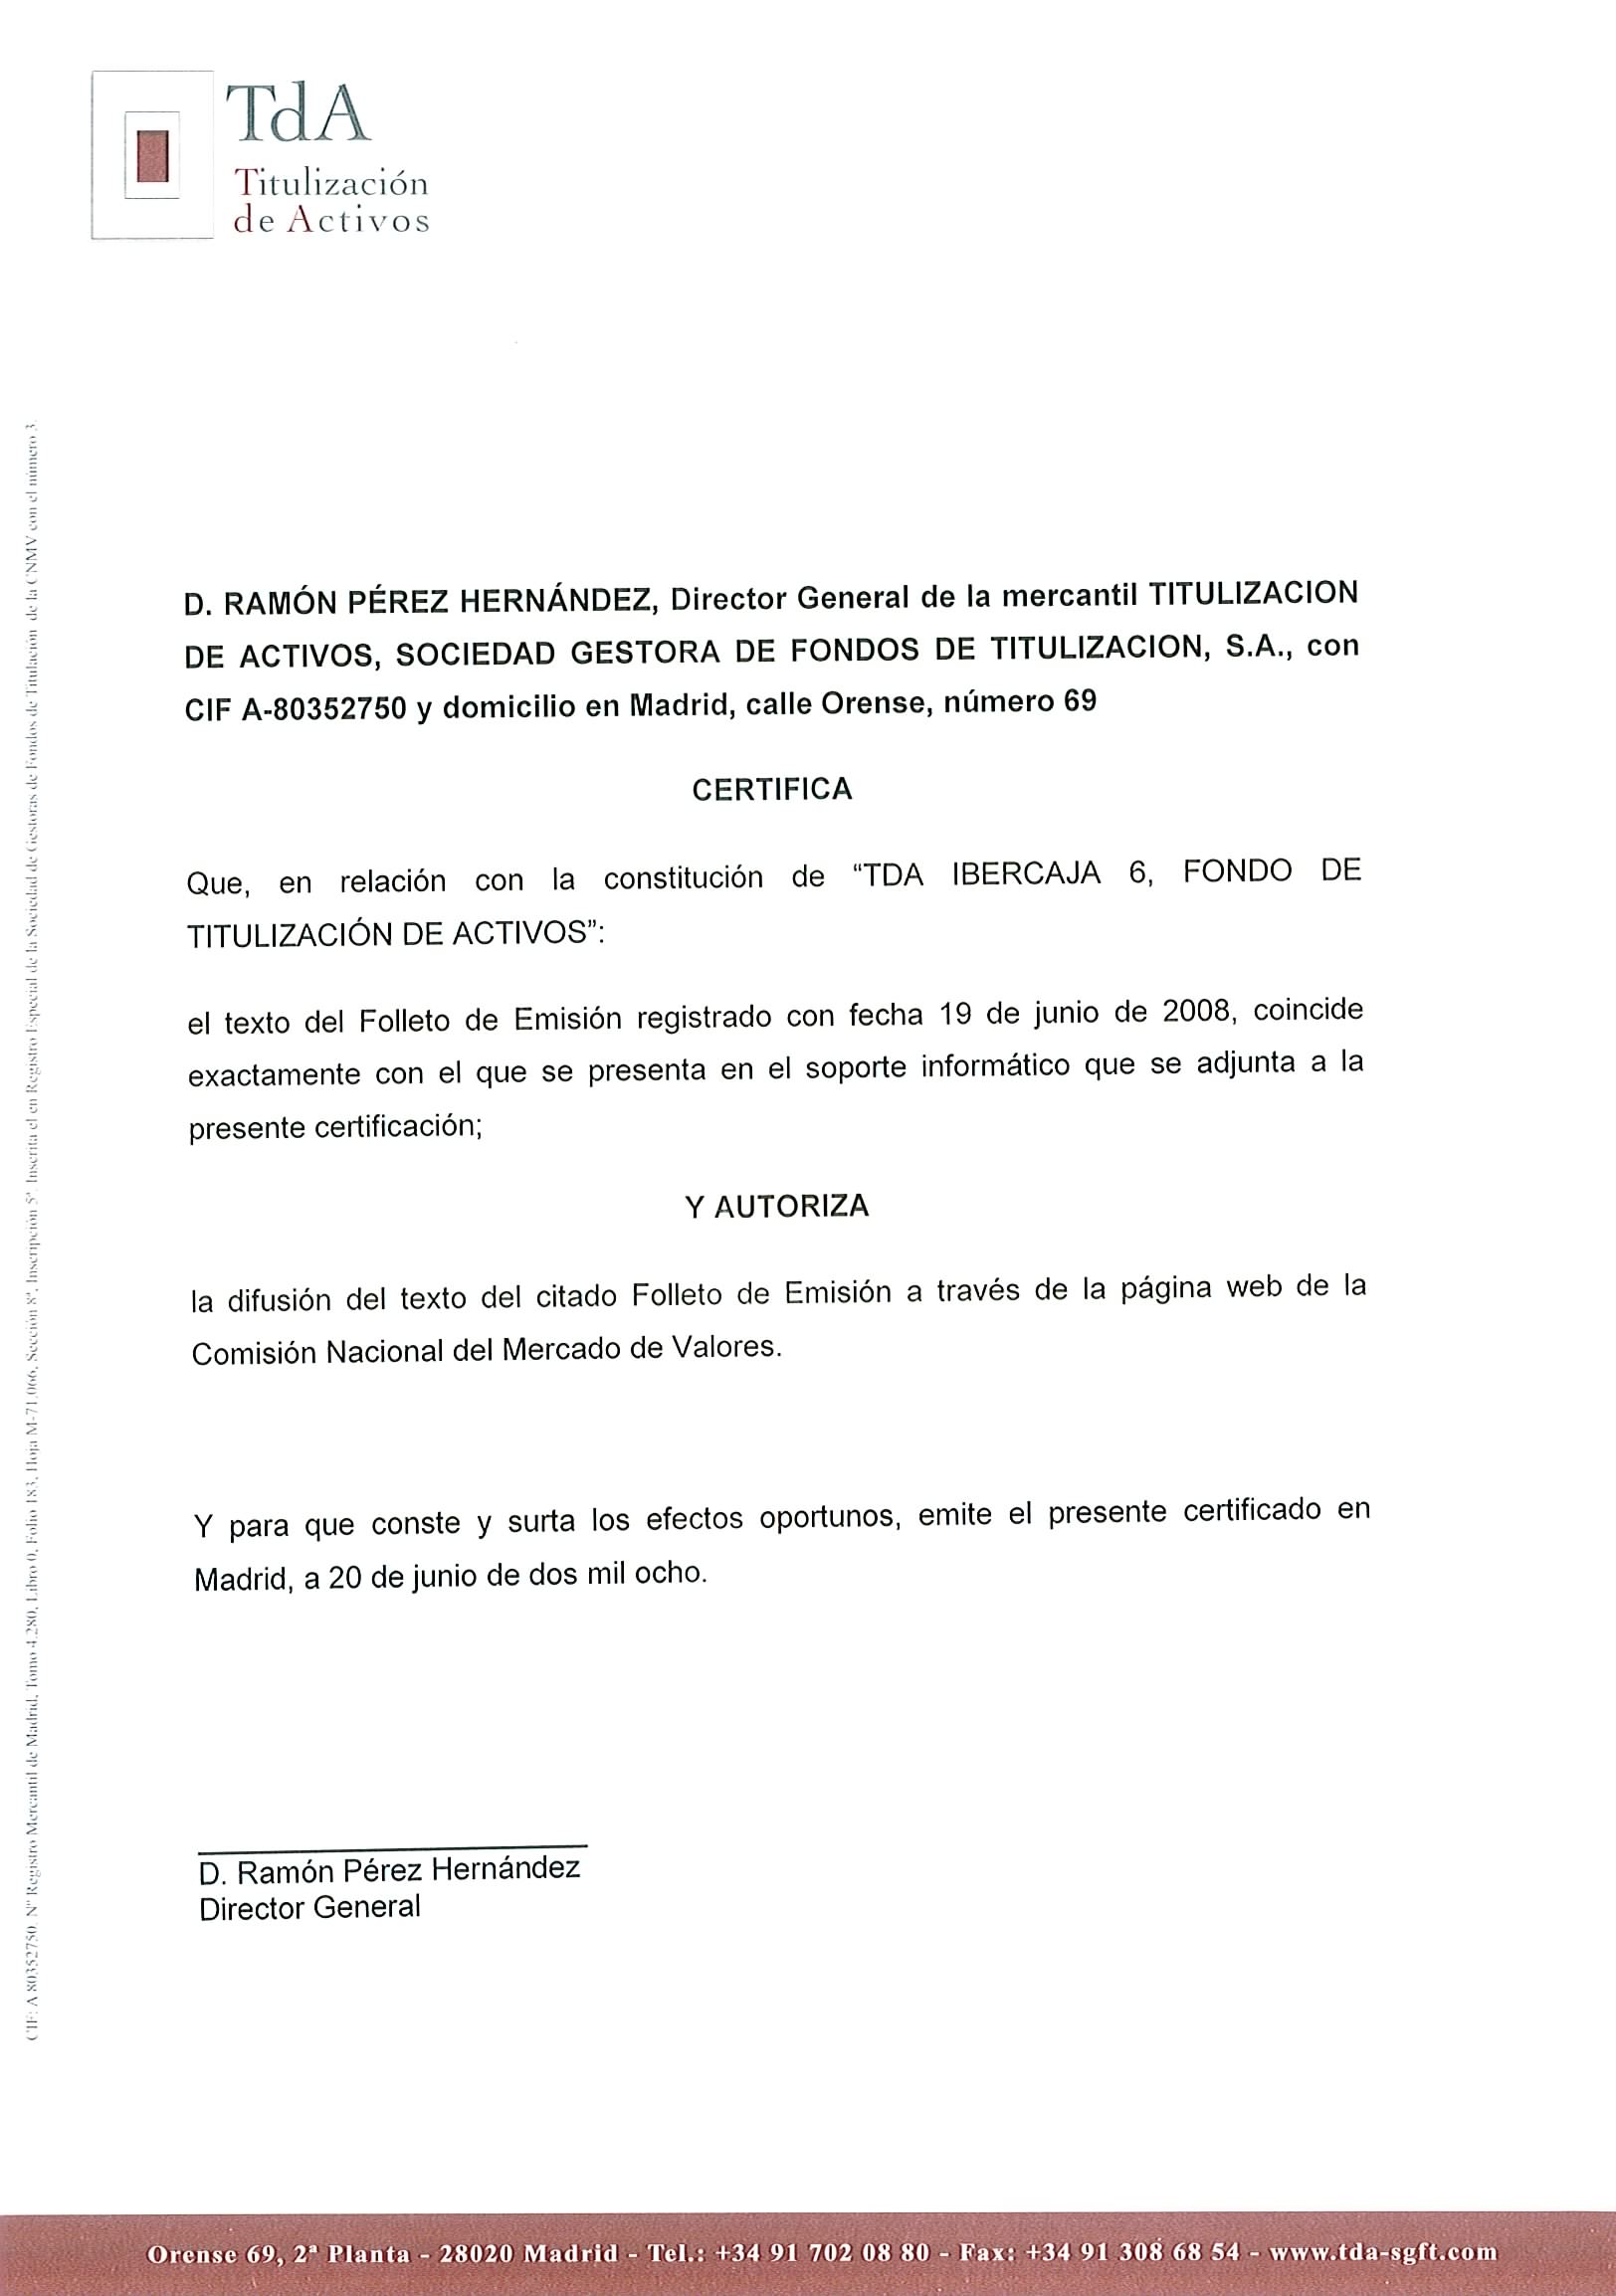 TdA
Titulización
de Activos
D. RAMÓN PÉREZ HERNÁNDEZ, Director General de la mercantil TITULIZACION
DE ACTIVOS, SOCIEDAD GESTORA DE FONDOS DE TITULIZACION, S.A., con
CIF A-80352750 y domicilio en Madrid, calle Orense, número 69
CERTIFICA
Que, en relación con la constitución de “TDA IBERCAJA 6, FONDO DE
TITULIZACIÓN DE ACTIVOS”:
el texto del Folleto de Emisión registrado con fecha 19 de junio de 2008, coincide
exactamente con el que se presenta en el soporte informático que se adjunta a la
presente certificación;
Y AUTORIZA
la difusión del texto del citado Folleto de Emisión a través de la página web de la
Comisión Nacional del Mercado de Valores.
Y para que conste y surta los efectos oportunos, emite el presente certificado en
Madrid, a 20 de junio de dos mil ocho.
D. Ramón Pérez Hernández
Director General
CIF: A 80352750. Nº Registro Mercantil de Madrid, Tomo 4.280, Libro 0, Folio 183, Hoja M-71.066, Sección 8ª, Inscripción 5ª. Inscrita el en Registro Especial de la Sociedad de Gestoras de Fondos de Titulación de la CNMV con el número 3.
Orense 69, 2ª Planta - 28020 Madrid - Tel.: +34 91 702 08 80 - Fax: +34 91 308 68 54 - www.tda-sgft.com